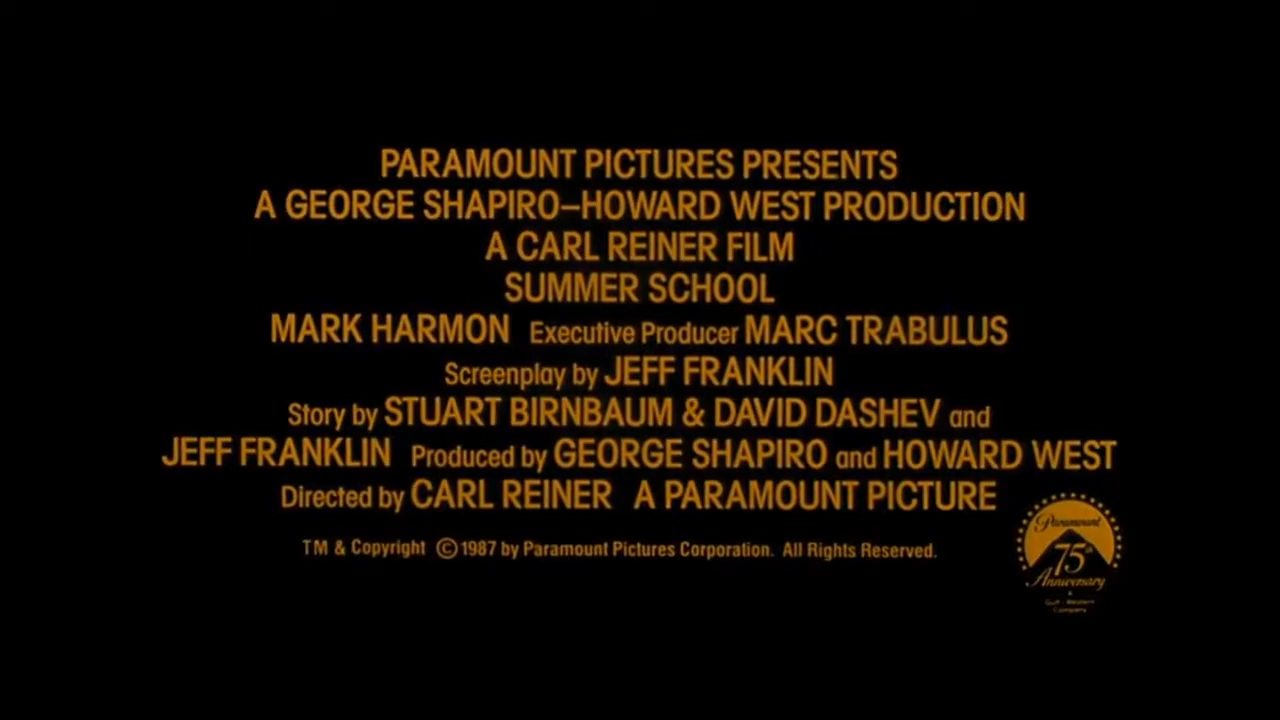 PARAMOUNT PICTURES PRESENTS
A GEORGE SHAPIRO–HOWARD WEST PRODUCTION
A CARL REINER FILM
SUMMER SCHOOL
MARK HARMON Executive Producer MARC TRABULUS
Screenplay by JEFF FRANKLIN
Story by STUART BIRNBAUM & DAVID DASHEV and
JEFF FRANKLIN Produced by GEORGE SHAPIRO and HOWARD WEST
Directed by CARL REINER A PARAMOUNT PICTURE
TM & Copyright ©1987 by Paramount Pictures Corporation. All Rights Reserved.
Paramount
75th
Anniversary
A
Gulf + Western
Company